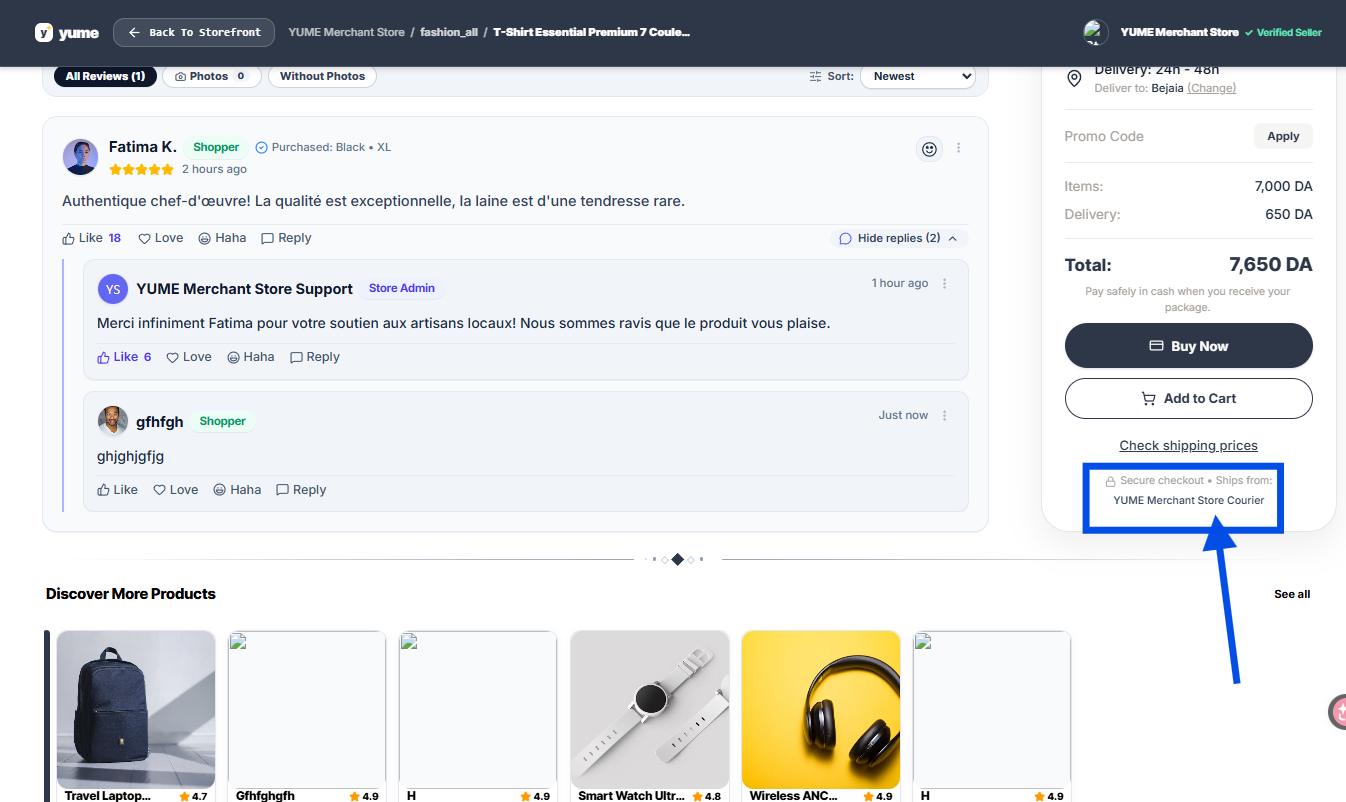 yume
Back To Storefront
YUME Merchant Store / fashion_all / T-Shirt Essential Premium 7 Coule...
YUME Merchant Store Verified Seller
All Reviews (1)
Photos 0
Without Photos
Sort: Newest
Fatima K. Shopper Purchased: Black • XL
2 hours ago
Authentique chef-d'œuvre! La qualité est exceptionnelle, la laine est d'une tendresse rare.
Like 18 Love Haha Reply
Hide replies (2)
YS YUME Merchant Store Support Store Admin
1 hour ago
Merci infiniment Fatima pour votre soutien aux artisans locaux! Nous sommes ravis que le produit vous plaise.
Like 6 Love Haha Reply
gfhfgh Shopper
Just now
ghjghjgfjg
Like Love Haha Reply
Delivery: 24h - 48h
Deliver to: Bejaia (Change)
Promo Code Apply
Items: 7,000 DA
Delivery: 650 DA
Total: 7,650 DA
Pay safely in cash when you receive your
package.
Buy Now
Add to Cart
Check shipping prices
Secure checkout • Ships from:
YUME Merchant Store Courier
Discover More Products
See all
Travel Laptop... 4.7
Gfhfghgfh 4.9
H 4.9
Smart Watch Ultr... 4.8
Wireless ANC... 4.9
H 4.9